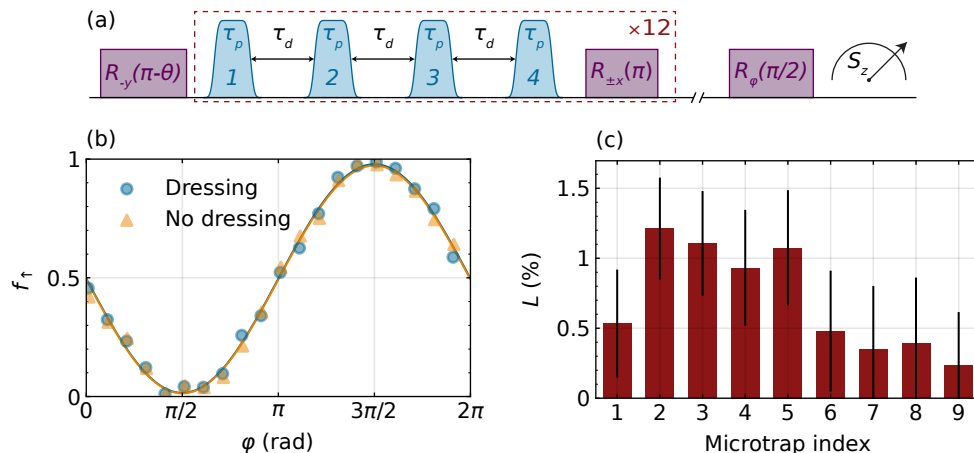 (a)
×12
τp τd τp τd τp τd τp
R-y(π-θ) 1 2 3 4 R±x(π) Rφ(π/2) Sz
(b)
1
Dressing
No dressing
0.5
f↑
0
0 π/2 π 3π/2 2π
φ (rad)
(c)
1.5
1
0.5
0
L (%)
1 2 3 4 5 6 7 8 9
Microtrap index